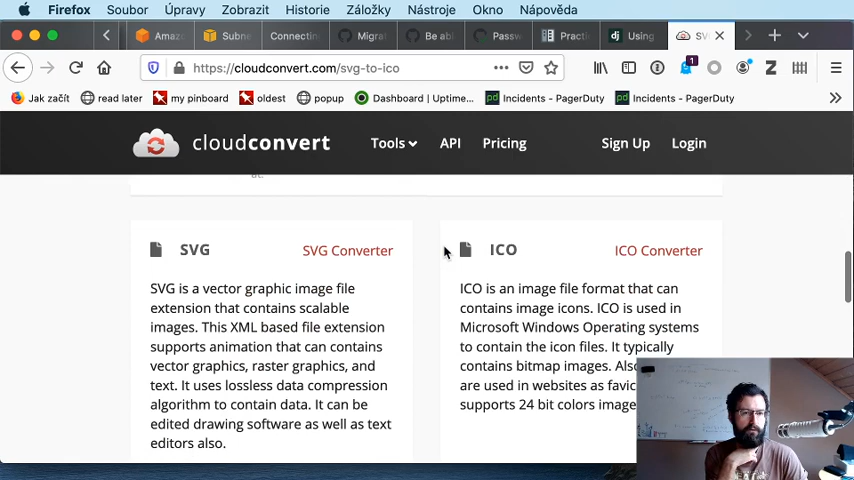 Firefox Soubor Úpravy Zobrazit Historie Záložky Nástroje Okno Nápověda
Amaz Subne Connecting Migrat Be abl Passw Practi Using SV
https://cloudconvert.com/svg-to-ico
1
Jak začít read later my pinboard oldest popup Dashboard | Uptime... Incidents - PagerDuty Incidents - PagerDuty
cloudconvert Tools API Pricing Sign Up Login
SVG SVG Converter
SVG is a vector graphic image file
extension that contains scalable
images. This XML based file extension
supports animation that can contains
vector graphics, raster graphics, and
text. It uses lossless data compression
algorithm to contain data. It can be
edited drawing software as well as text
editors also.
ICO ICO Converter
ICO is an image file format that can
contains image icons. ICO is used in
Microsoft Windows Operating systems
to contain the icon files. It typically
contains bitmap images. Also
are used in websites as favic
supports 24 bit colors image